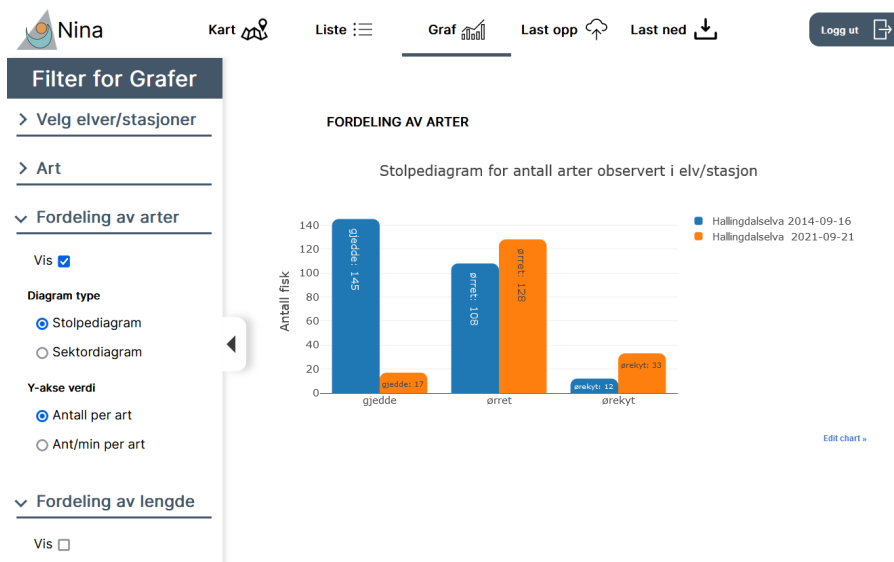 Nina
Kart
Liste
Graf
Last opp
Last ned
Logg ut
Filter for Grafer
Velg elver/stasjoner
Art
Fordeling av arter
Vis
Diagram type
Stolpediagram
Sektordiagram
Y-akse verdi
Antall per art
Ant/min per art
Fordeling av lengde
Vis
FORDELING AV ARTER
Stolpediagram for antall arter observert i elv/stasjon
Antall fisk
140
120
100
80
60
40
20
0
gjedde: 145
gjedde: 17
ørret: 108
ørret: 128
ørekyt: 12
ørekyt: 33
gjedde
ørret
ørekyt
Hallingdalselva 2014-09-16
Hallingdalselva 2021-09-21
Edit chart »